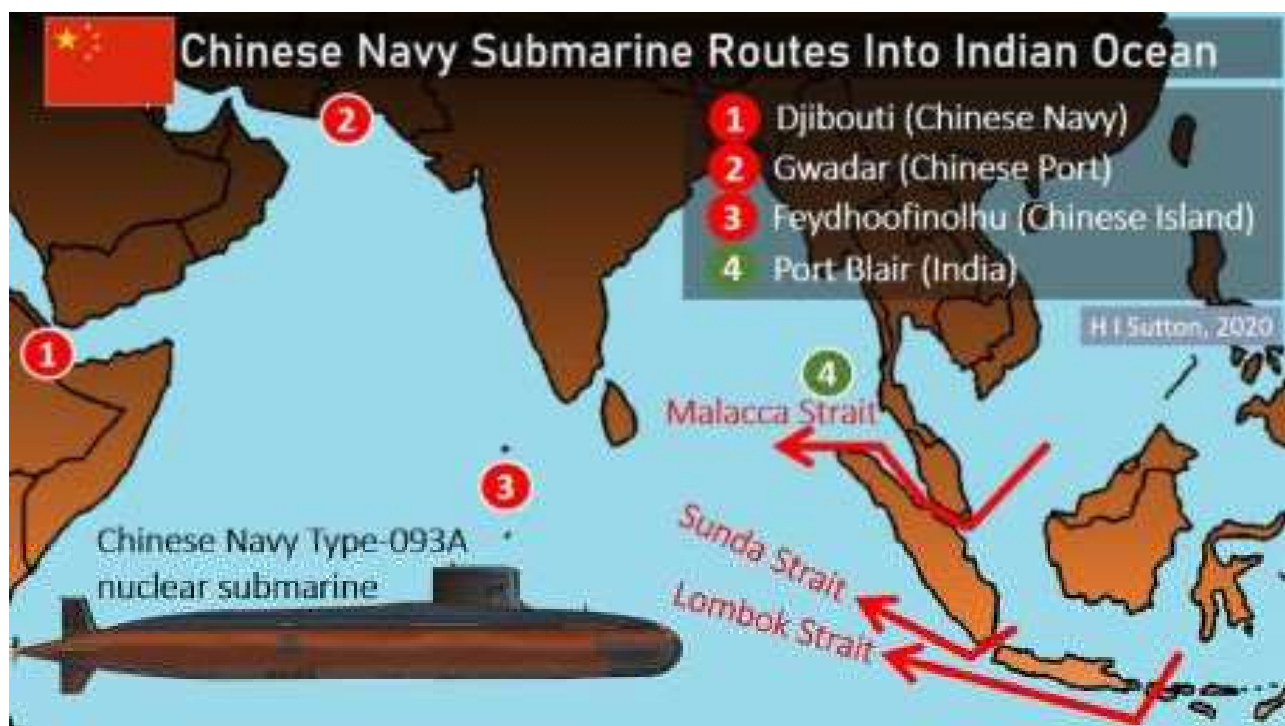 Chinese Navy Submarine Routes Into Indian Ocean
1 Djibouti (Chinese Navy)
2 Gwadar (Chinese Port)
3 Feydhoofinolhu (Chinese Island)
4 Port Blair (India)
H I Sutton, 2020
2
1
4
Malacca Strait
3
Sunda Strait
Lombok Strait
Chinese Navy Type-093A
nuclear submarine